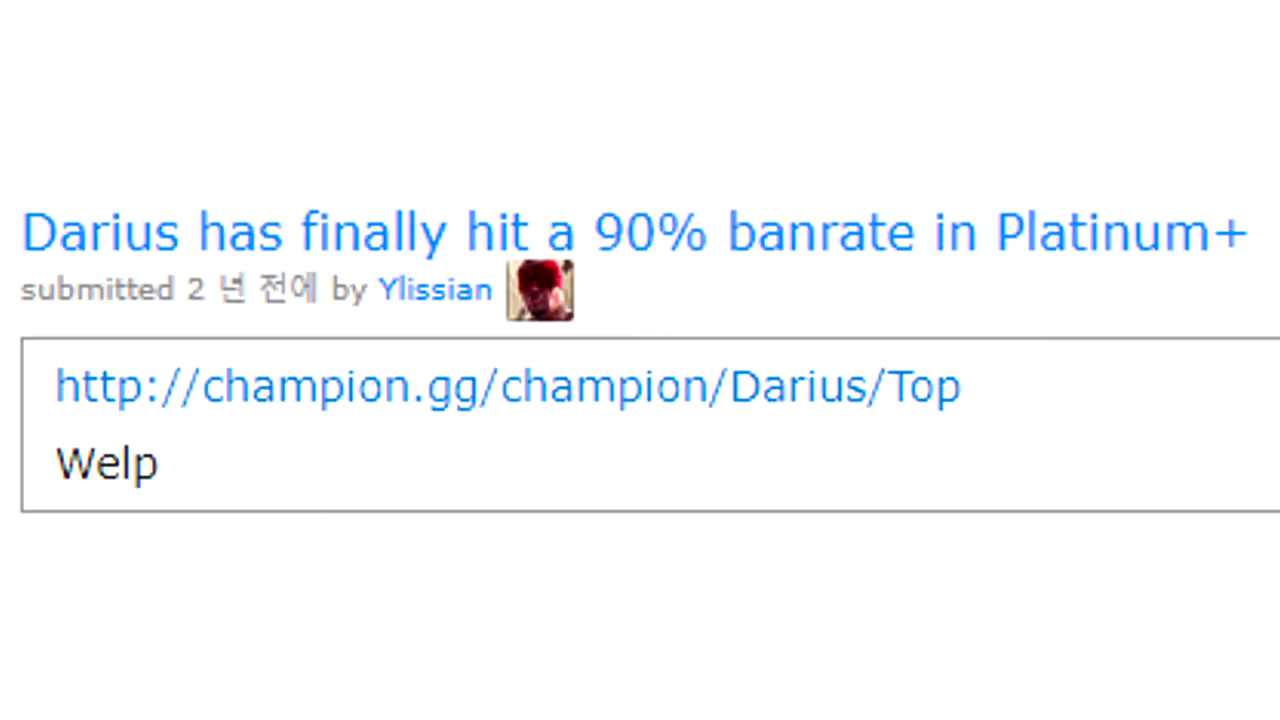 Darius has finally hit a 90% banrate in Platinum+
submitted 2 년 전에 by Ylissian
http://champion.gg/champion/Darius/Top
Welp